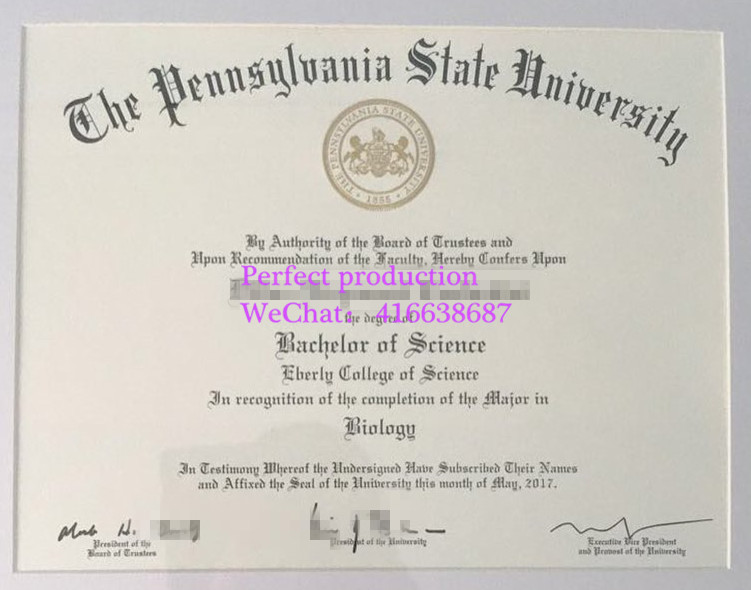 The Pennsylvania State University
THE PENNSYLVANIA STATE UNIVERSITY
1855
By Authority of the Board of Trustees and
Upon Recommendation of the Faculty, Hereby Confers Upon
Perfect production
WeChat: 416638687
the degree of
Bachelor of Science
Eberly College of Science
In recognition of the completion of the Major in
Biology
In Testimony Whereof the Undersigned Have Subscribed Their Names
and Affixed the Seal of the University this month of May, 2017.
President of the
Board of Trustees
President of the University
Executive Vice President
and Provost of the University